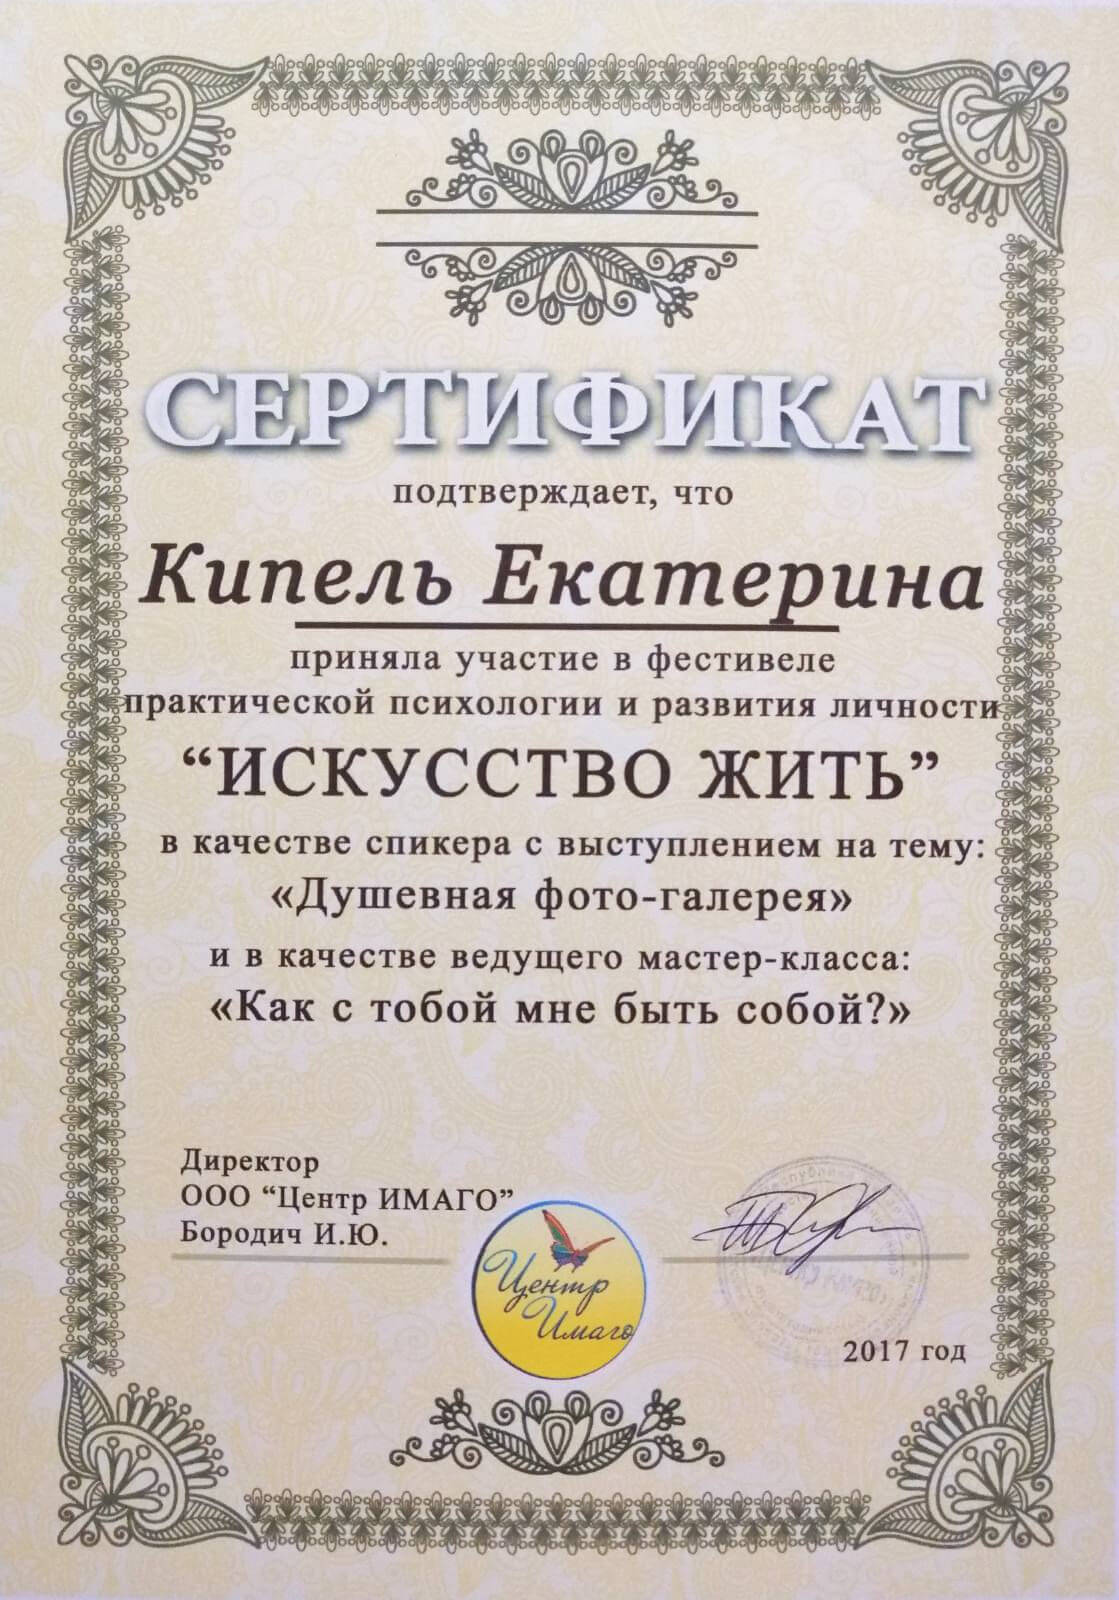 СЕРТИФИКАТ
подтверждает, что
Кипель Екатерина
приняла участие в фестивеле
практической психологии и развития личности
“ИСКУССТВО ЖИТЬ”
в качестве спикера с выступлением на тему:
«Душевная фото-галерея»
и в качестве ведущего мастер-класса:
«Как с тобой мне быть собой?»
Директор
ООО “Центр ИМАГО”
Бородич И.Ю.
Центр
Имаго
2017 год